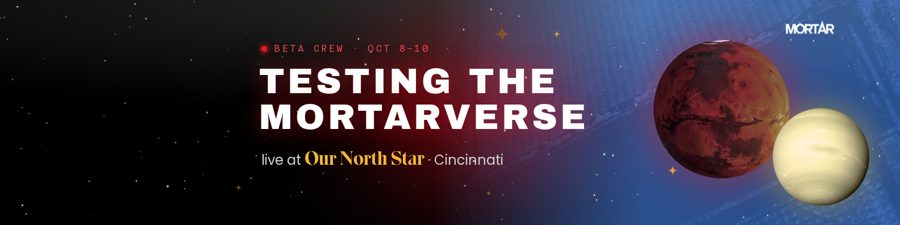 BETA CREW · OCT 8–10
TESTING THE
MORTARVERSE
live at Our North Star · Cincinnati
MORTAR